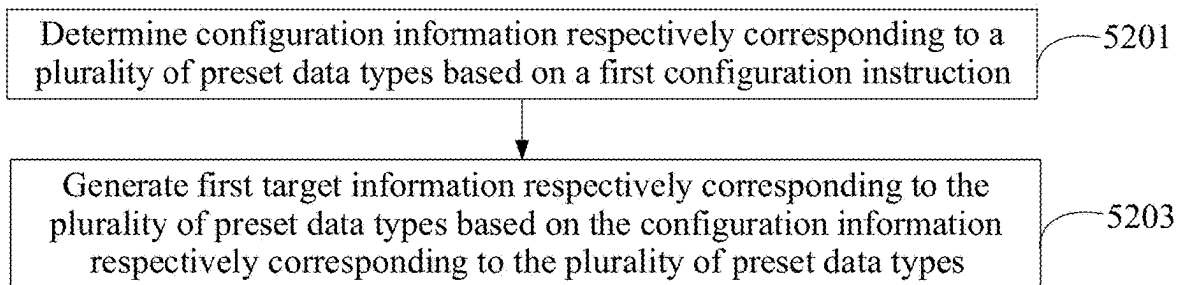 Determine configuration information respectively corresponding to a
plurality of preset data types based on a first configuration instruction
5201
Generate first target information respectively corresponding to the
plurality of preset data types based on the configuration information
respectively corresponding to the plurality of preset data types
5203